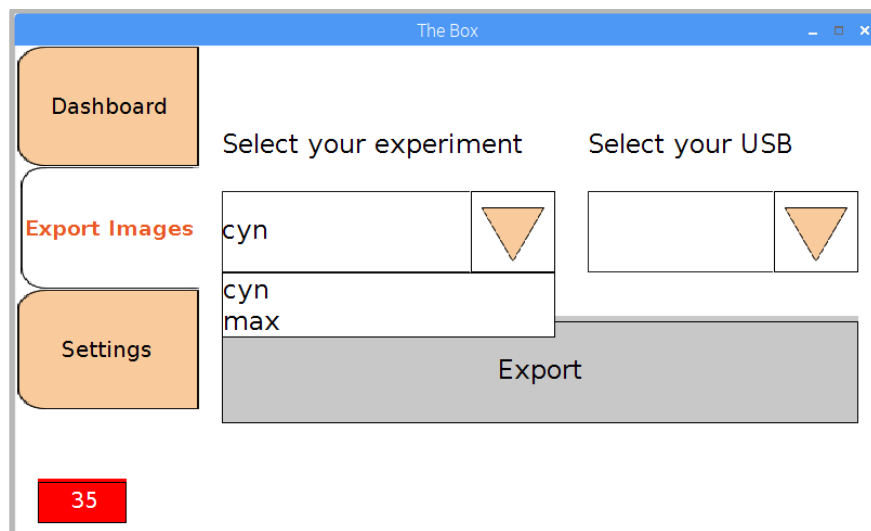 The Box
Dashboard
Export Images
Settings
35
Select your experiment
cyn
cyn
max
Select your USB
Export